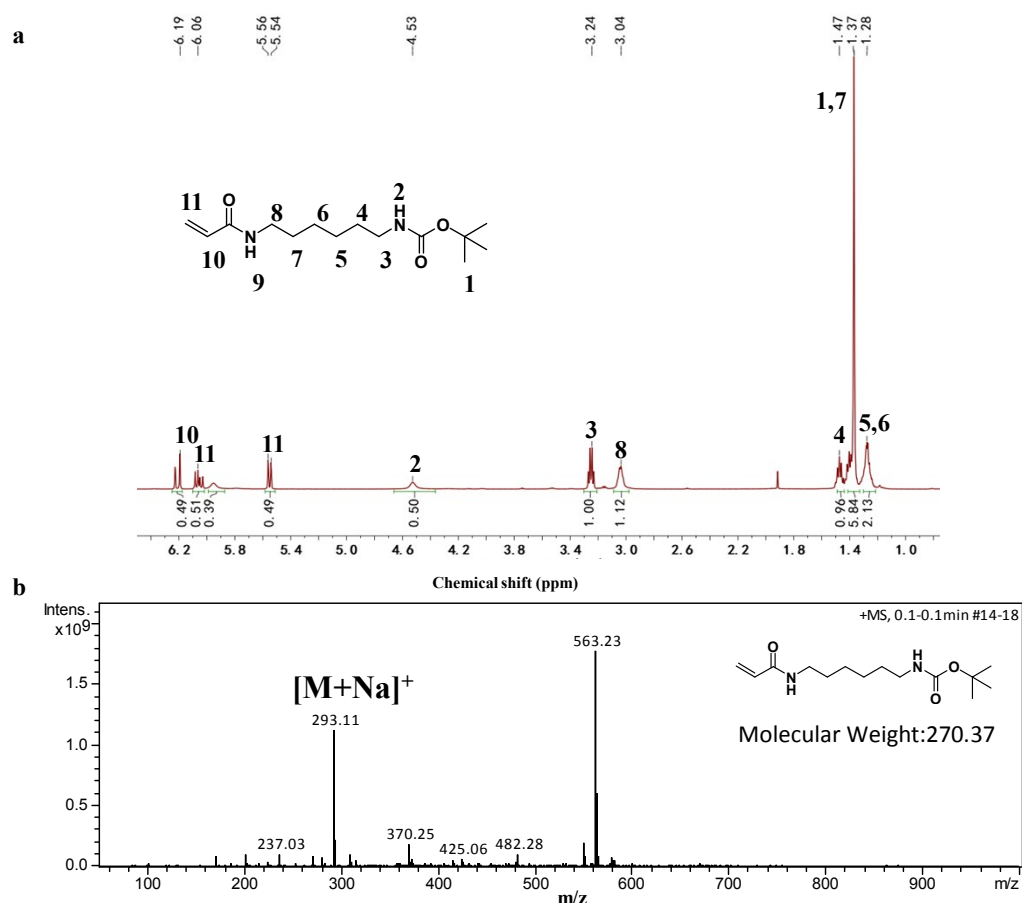 a
6.19
6.06
5.56
5.54
4.53
3.24
3.04
1.47
1.37
1.28
1,7
11
O
8
6
4
2
H
N
O
10
N
H
7
5
3
O
9
1
10
11
11
2
3
8
4
5,6
0.49
0.51
0.39
0.49
0.50
1.00
1.12
0.96
5.84
2.13
6.2 5.8 5.4 5.0 4.6 4.2 3.8 3.4 3.0 2.6 2.2 1.8 1.4 1.0
Chemical shift (ppm)
b
Intens.
x10⁹
+MS, 0.1-0.1min #14-18
563.23
O
N
H
H
N
O
O
1.5
[M+Na]⁺
Molecular Weight:270.37
293.11
1.0
0.5
237.03
370.25
425.06
482.28
0.0
100 200 300 400 500 600 700 800 900 m/z
m/z